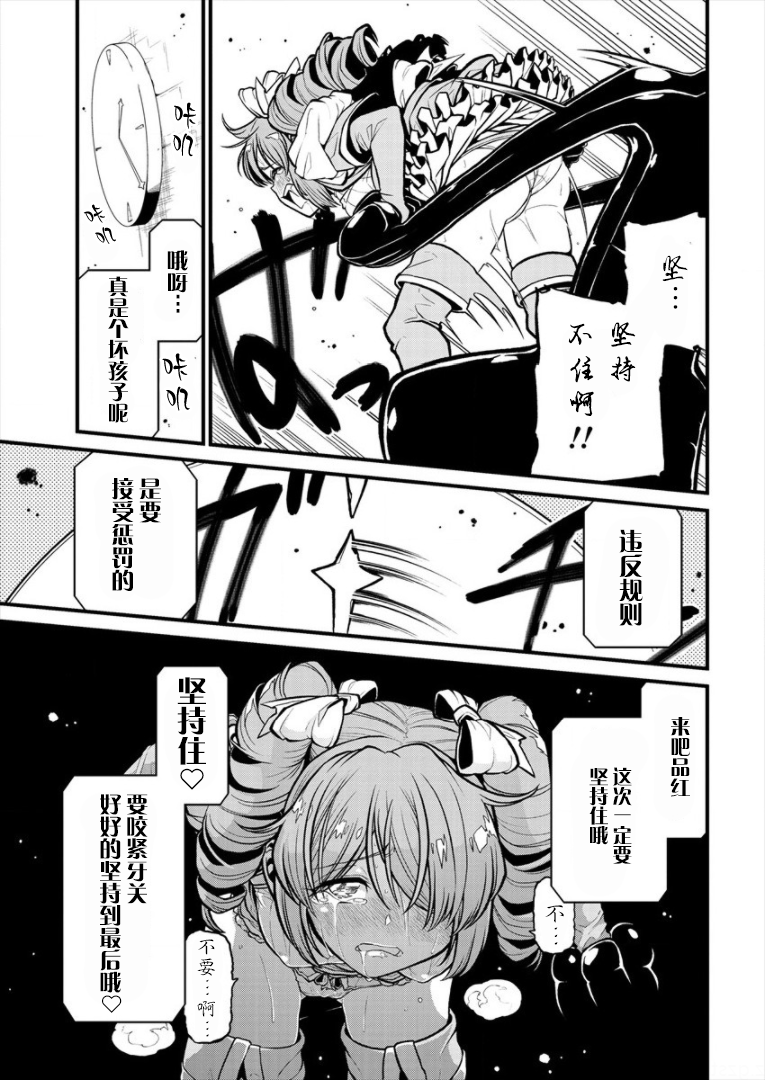 坚…
坚持
不住啊!!
咔
叽
咔
叽
哦呀…
真是个坏孩子呢
咔
叽
违反规则
是要
接受惩罚的
来吧品红
这次一定要
坚持住哦
坚持住♡
要咬紧牙关
好好的坚持到最后哦♡
不…
不要…啊…